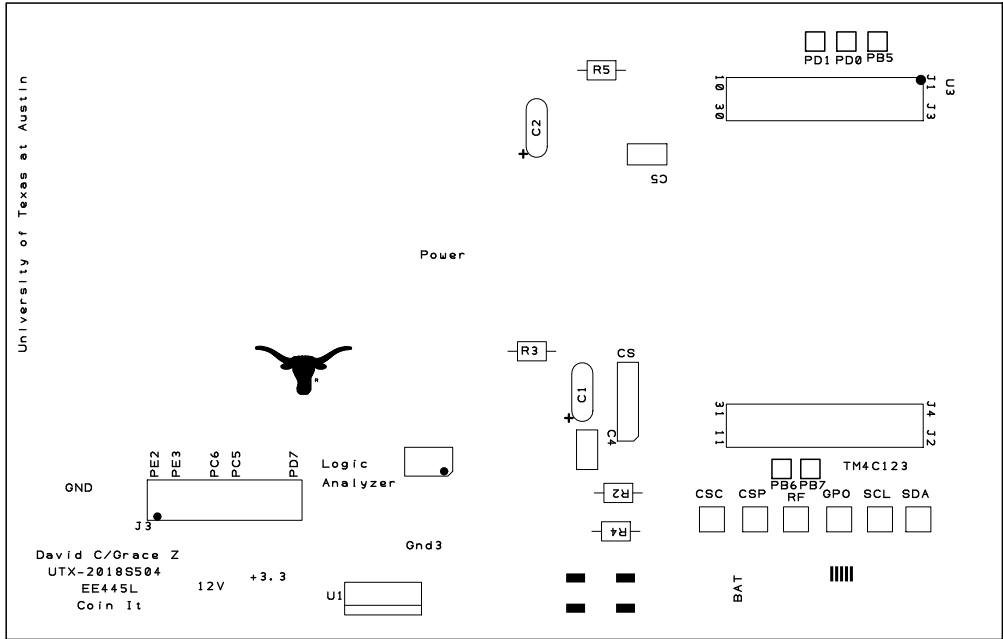 PD1 PD0 PB5
R5
10 J1 U3
30 J3
C2
+
C5
University of Texas at Austin
Power
R3
CS
C1
+
C4
31 J4
11 J2
R
PE2 PE3 PC6 PC5 PD7
Logic
Analyzer
GND
J3
PB6 PB7
TM4C123
CSC CSP RF GPO SCL SDA
R2
R4
Gnd3
David C/Grace Z
UTX-2018S504
EE445L
Coin It
12V
+3.3
U1
BAT